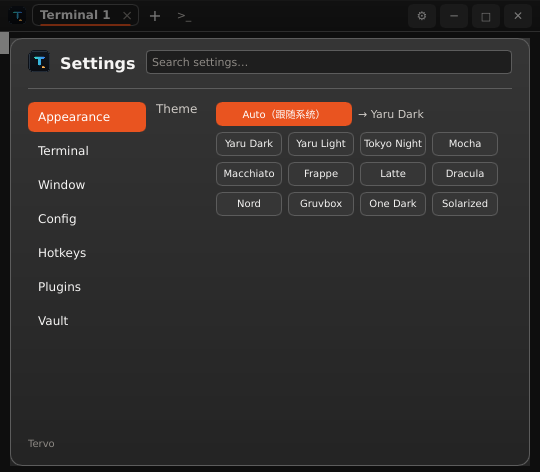 Terminal 1 × + >_ ⚙ − □ ×
Settings
Search settings...
Appearance
Terminal
Window
Config
Hotkeys
Plugins
Vault
Theme
Auto（跟随系统） → Yaru Dark
Yaru Dark Yaru Light Tokyo Night Mocha
Macchiato Frappe Latte Dracula
Nord Gruvbox One Dark Solarized
Tervo